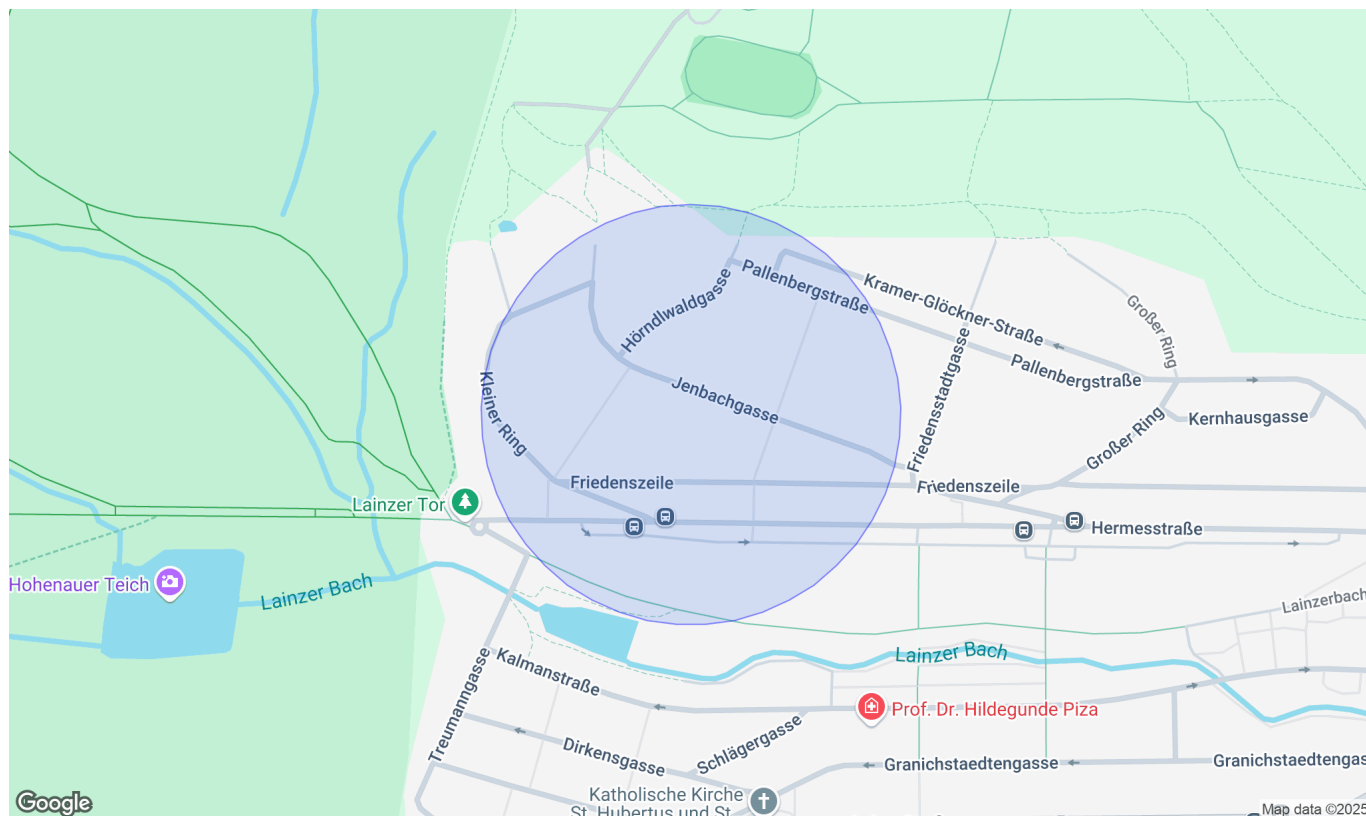 Hörndlwaldgasse
Pallenbergstraße
Kramer-Glöckner-Straße
Großer Ring
Pallenbergstraße
Friedensstadtgasse
Kleiner Ring
Jenbachgasse
Großer Ring
Kernhausgasse
Friedenszeile
Friedenszeile
Lainzer Tor
Hermesstraße
Hohenauer Teich
Lainzer Bach
Lainzerbach
Lainzer Bach
Kalmanstraße
Treumanngasse
Prof. Dr. Hildegunde Piza
Schlägergasse
Dirkensgasse
Granichstaedtengasse
Granichstaedtengas
Katholische Kirche
St. Hubertus und St.
Google
Map data ©2025